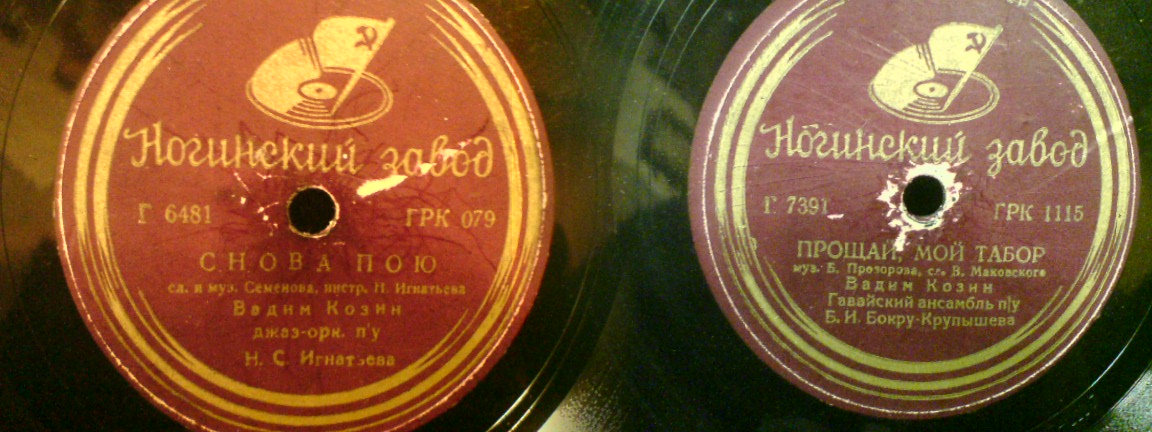 Ногинский завод
Г 6481 ГРК 079
СНОВА ПОЮ
сл. и муз. Семенова, инстр. Н. Игнатьева
Вадим Козин
джаз-орк. п/у
Н. С. Игнатьева
Ногинский завод
Г 7391 ГРК 1115
ПРОЩАЙ, МОЙ ТАБОР
муз. Б. Прозорова, сл. В. Маковского
Вадим Козин
Гавайский ансамбль п/у
Б. И. Бокру-Крупышева